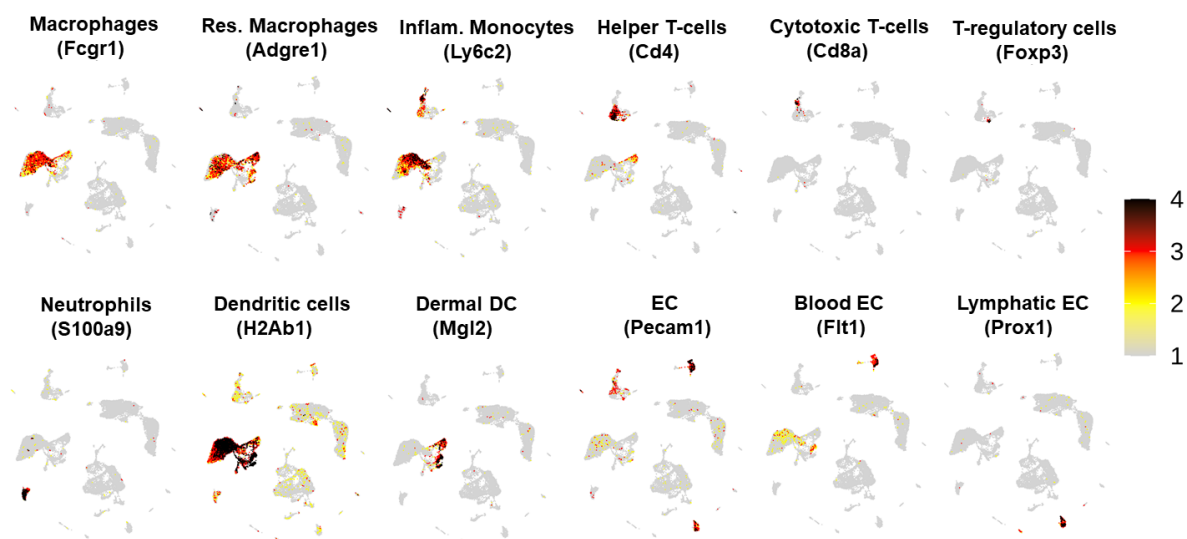 Macrophages
(Fcgr1)
Res. Macrophages
(Adgre1)
Inflam. Monocytes
(Ly6c2)
Helper T-cells
(Cd4)
Cytotoxic T-cells
(Cd8a)
T-regulatory cells
(Foxp3)
4
3
2
1
Neutrophils
(S100a9)
Dendritic cells
(H2Ab1)
Dermal DC
(Mgl2)
EC
(Pecam1)
Blood EC
(Flt1)
Lymphatic EC
(Prox1)